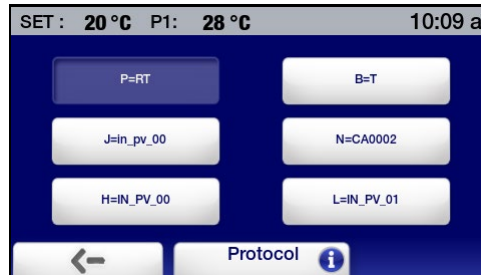 SET : 20 °C P1: 28 °C 10:09 a
P=RT B=T
J=in_pv_00 N=CA0002
H=IN_PV_00 L=IN_PV_01
Protocol i